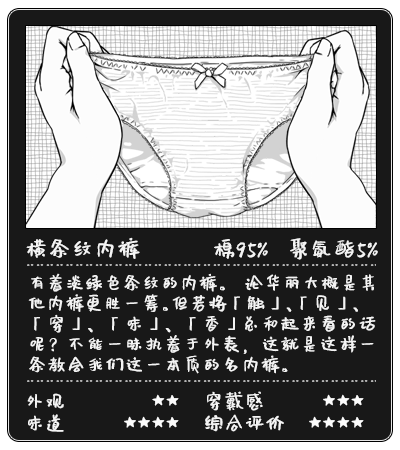 横条纹内裤 棉95% 聚氨酯5%
有着淡绿色条纹的内裤。 论华丽大概是其
他内裤更胜一筹。但若将「触」、「见」、
「穿」、「味」、「香」总和起来看的话
呢？不能一昧执着于外表，这就是这样一
条教会我们这一本质的名内裤。
外观 ★★ 穿戴感 ★★★
味道 ★★★★ 综合评价 ★★★★